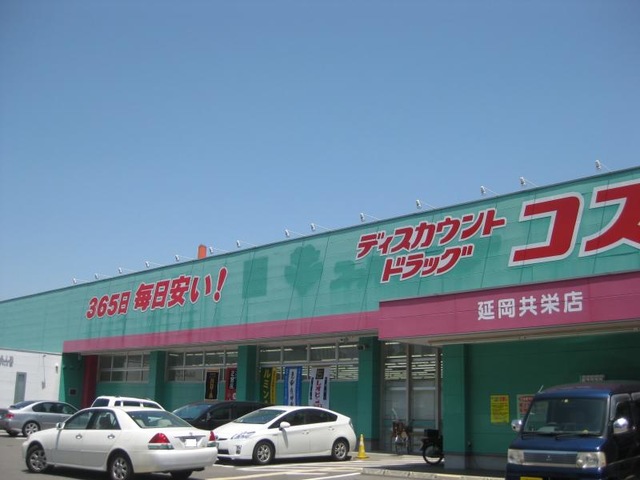 365日 毎日安い!
ディスカウント
ドラッグ
コス
延岡共栄店